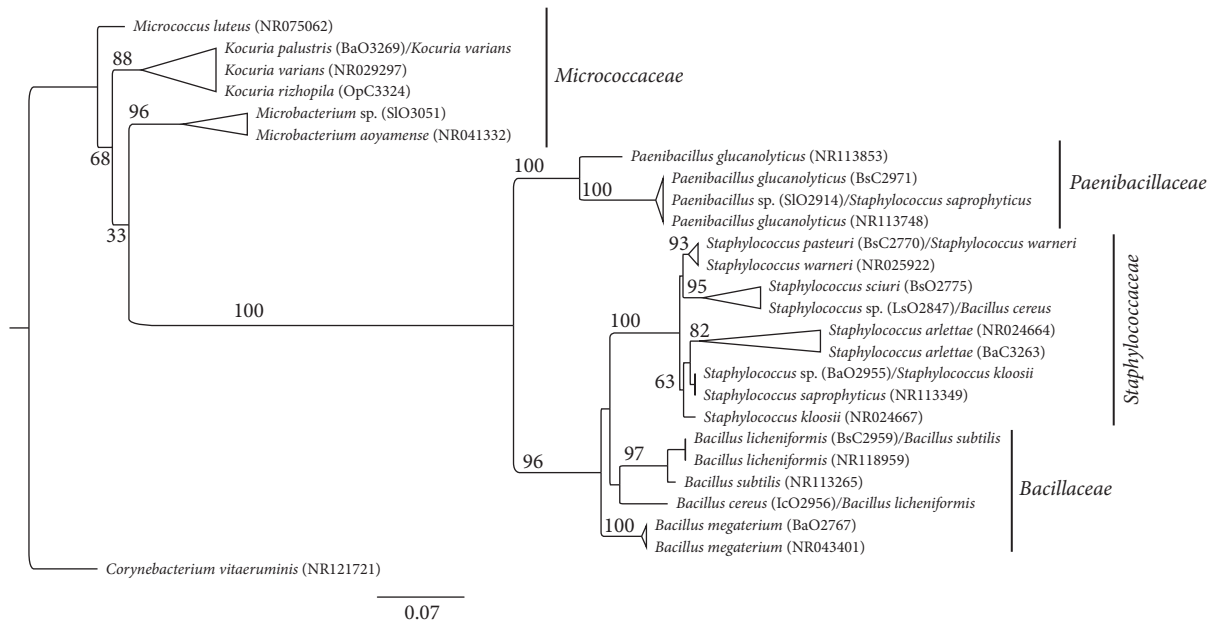 Micrococcus luteus (NR075062)
88
Kocuria palustris (BaO3269)/Kocuria varians
Kocuria varians (NR029297)
Kocuria rizhopila (OpC3324)
Micrococcaceae
96
Microbacterium sp. (SlO3051)
Microbacterium aoyamense (NR041332)
68
33
100
100
Paenibacillus glucanolyticus (NR113853)
100
Paenibacillus glucanolyticus (BsC2971)
Paenibacillus sp. (SlO2914)/Staphylococcus saprophyticus
Paenibacillus glucanolyticus (NR113748)
Paenibacillaceae
93
Staphylococcus pasteuri (BsC2770)/Staphylococcus warneri
Staphylococcus warneri (NR025922)
95
Staphylococcus sciuri (BsO2775)
Staphylococcus sp. (LsO2847)/Bacillus cereus
100
82
Staphylococcus arlettae (NR024664)
Staphylococcus arlettae (BaC3263)
63
Staphylococcus sp. (BaO2955)/Staphylococcus kloosii
Staphylococcus saprophyticus (NR113349)
Staphylococcus kloosii (NR024667)
Staphylococcaceae
96
97
Bacillus licheniformis (BsC2959)/Bacillus subtilis
Bacillus licheniformis (NR118959)
Bacillus subtilis (NR113265)
Bacillus cereus (IcO2956)/Bacillus licheniformis
Bacillaceae
100
Bacillus megaterium (BaO2767)
Bacillus megaterium (NR043401)
Corynebacterium vitaeruminis (NR121721)
0.07